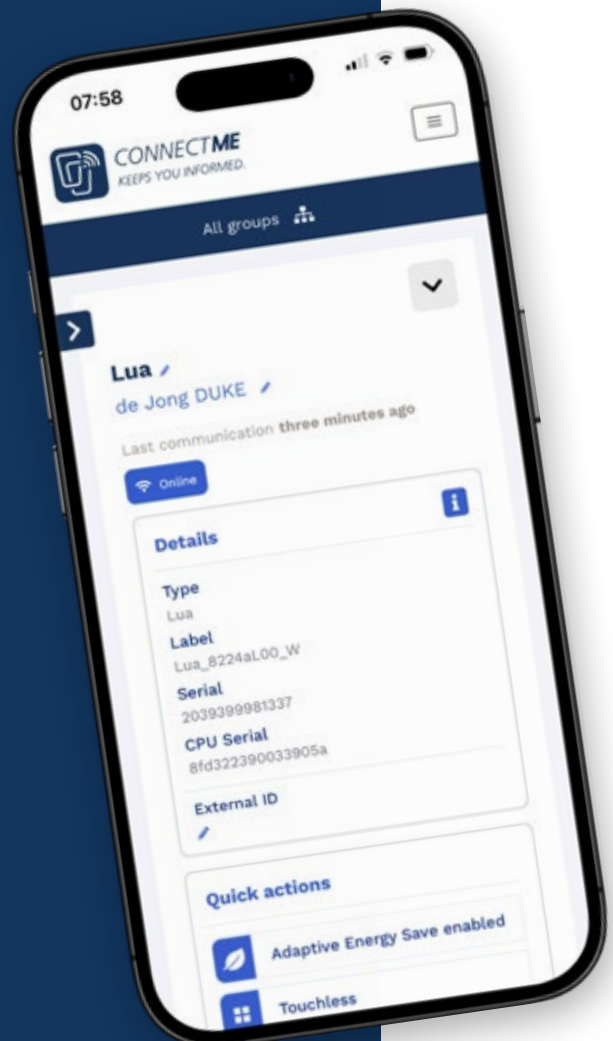 07:58
CONNECTME
KEEPS YOU INFORMED.
All groups
Lua
de Jong DUKE
Last communication three minutes ago
Online
Details
Type
Lua
Label
Lua_8224aL00_W
Serial
2039399981337
CPU Serial
8fd322390033905a
External ID
Quick actions
Adaptive Energy Save enabled
Touchless